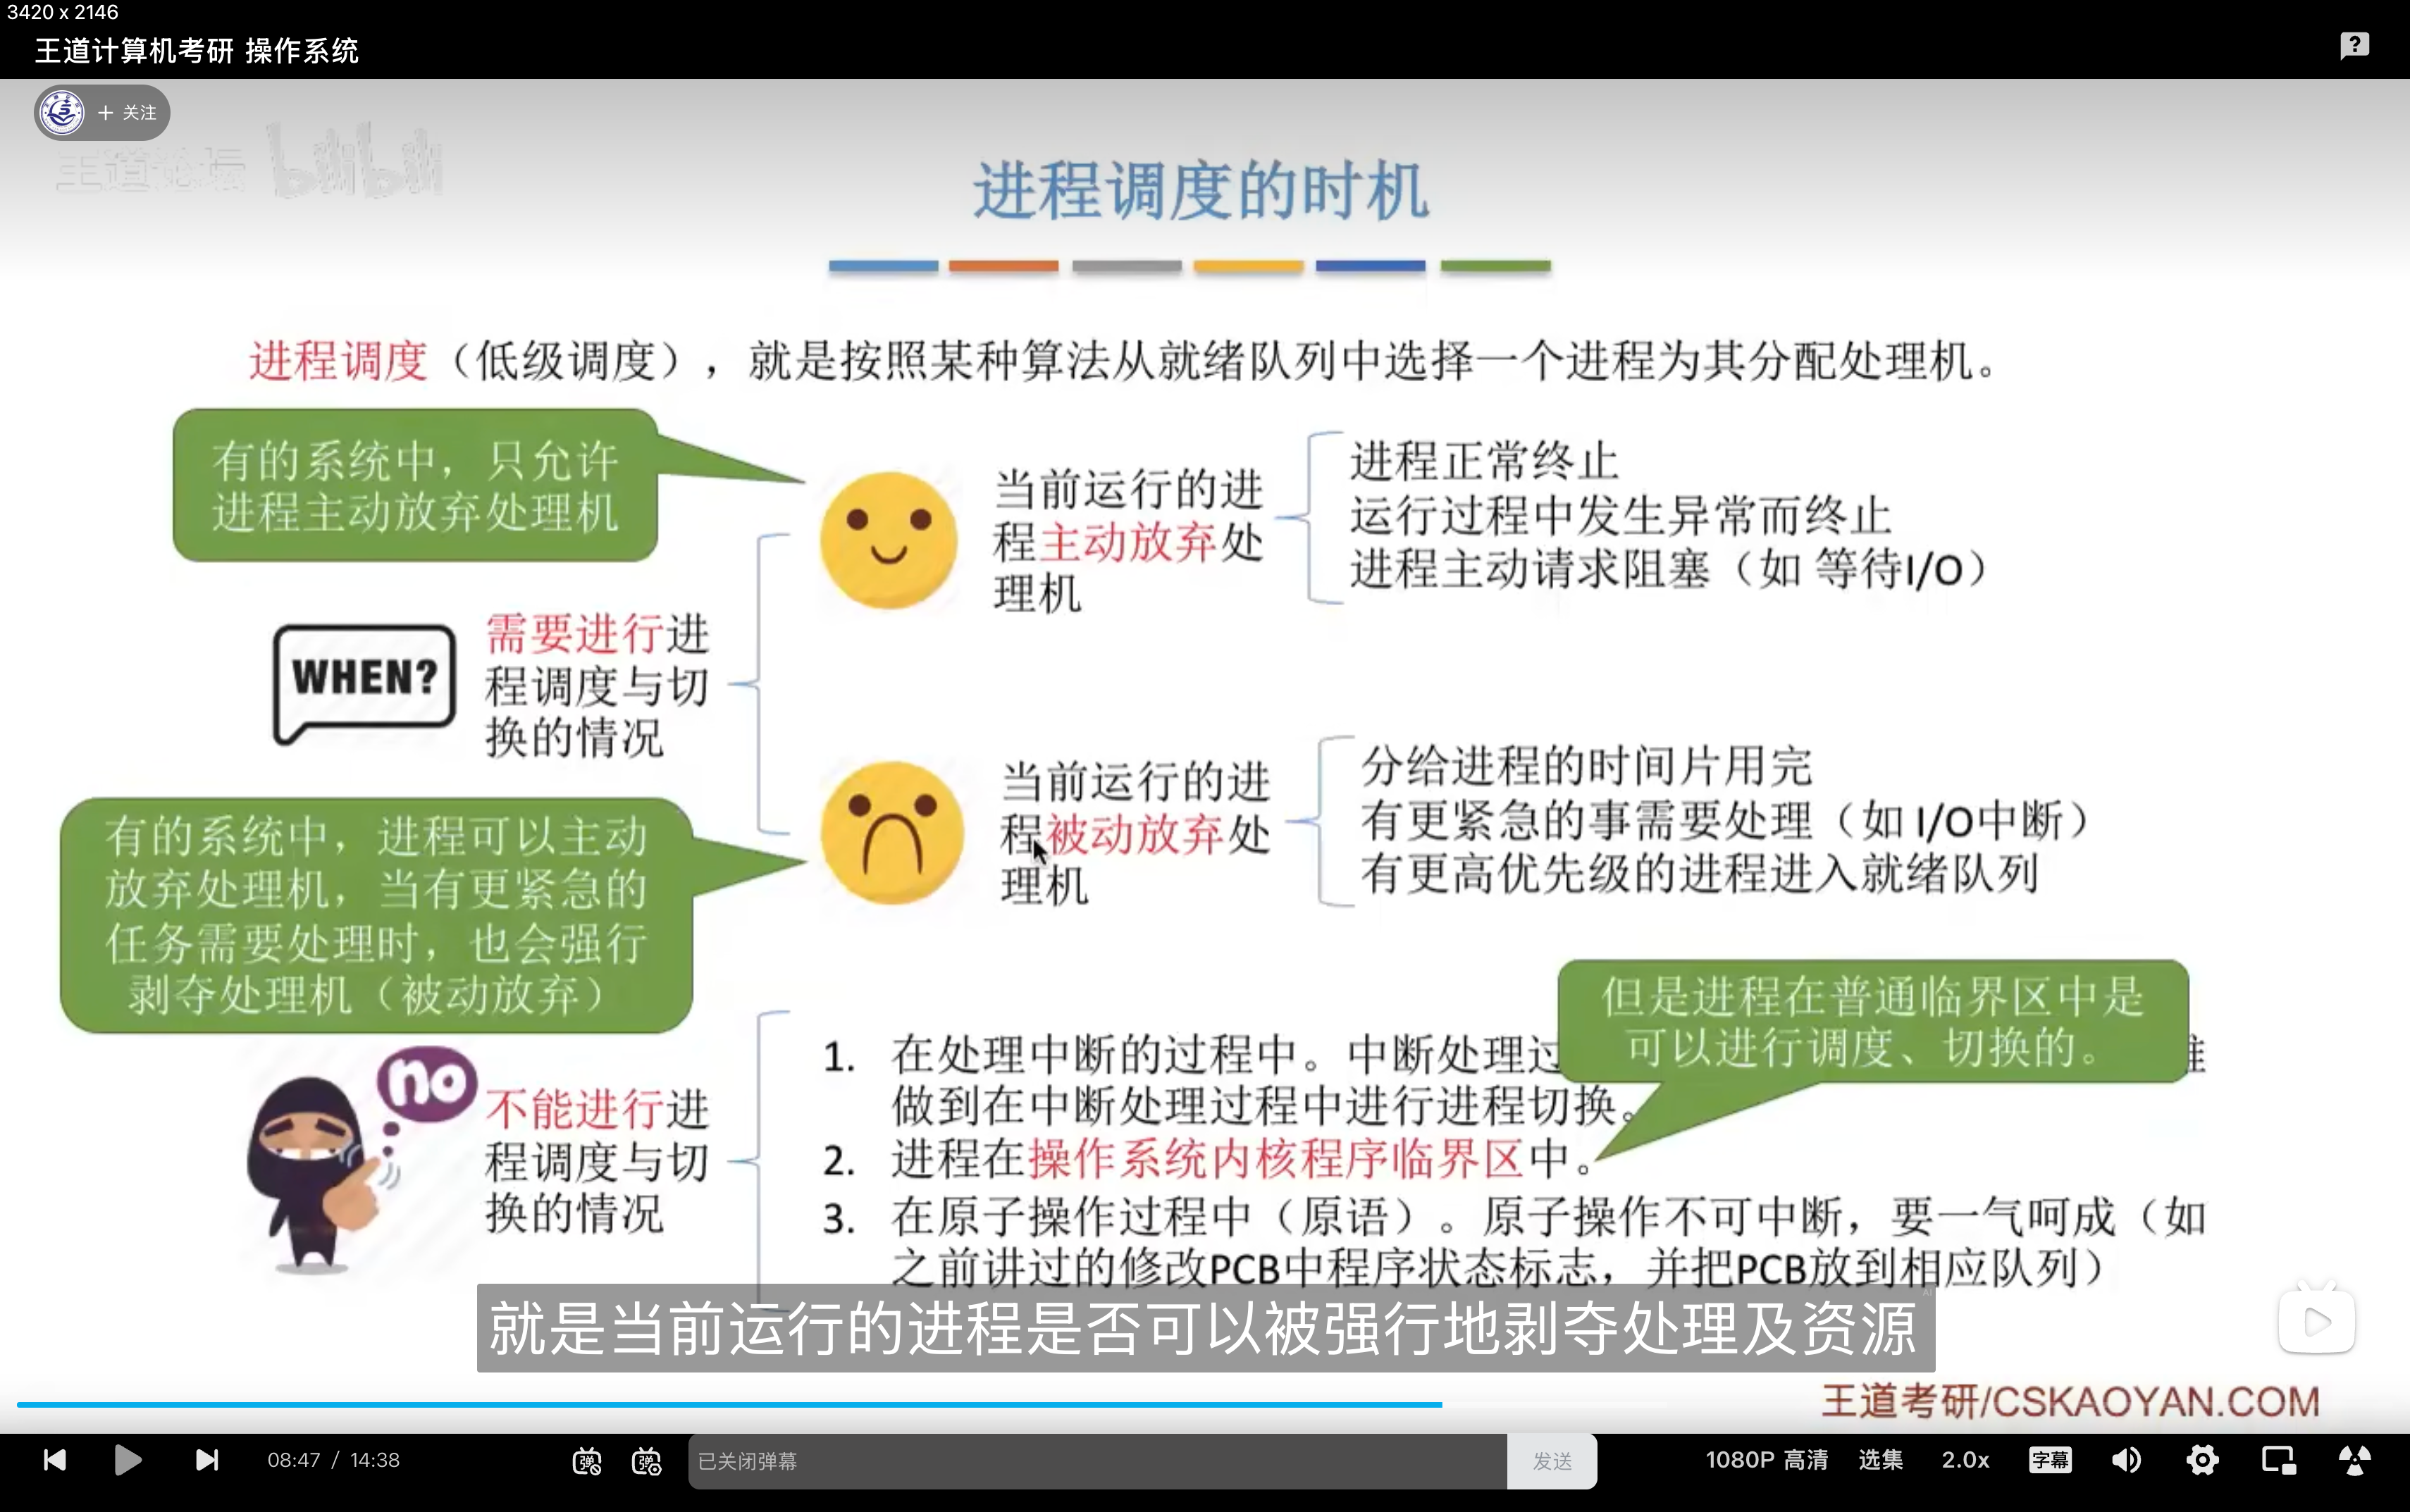 3420 x 2146
王道计算机考研 操作系统
+ 关注
王道论坛 bilibili
进程调度的时机
进程调度（低级调度），就是按照某种算法从就绪队列中选择一个进程为其分配处理机。
有的系统中，只允许
进程主动放弃处理机
当前运行的进
程主动放弃处
理机
进程正常终止
运行过程中发生异常而终止
进程主动请求阻塞（如 等待I/O）
WHEN?
需要进行进
程调度与切
换的情况
有的系统中，进程可以主动
放弃处理机，当有更紧急的
任务需要处理时，也会强行
剥夺处理机（被动放弃）
当前运行的进
程被动放弃处
理机
分给进程的时间片用完
有更紧急的事需要处理（如 I/O中断）
有更高优先级的进程进入就绪队列
但是进程在普通临界区中是
可以进行调度、切换的。
no
不能进行进
程调度与切
换的情况
1. 在处理中断的过程中。中断处理过
做到在中断处理过程中进行进程切换。
2. 进程在操作系统内核程序临界区中。
3. 在原子操作过程中（原语）。原子操作不可中断，要一气呵成（如
之前讲过的修改PCB中程序状态标志，并把PCB放到相应队列）
就是当前运行的进程是否可以被强行地剥夺处理及资源
王道考研/CSKAOYAN.COM
08:47 / 14:38
弹
弹
已关闭弹幕
发送
1080P 高清
选集
2.0x
字幕